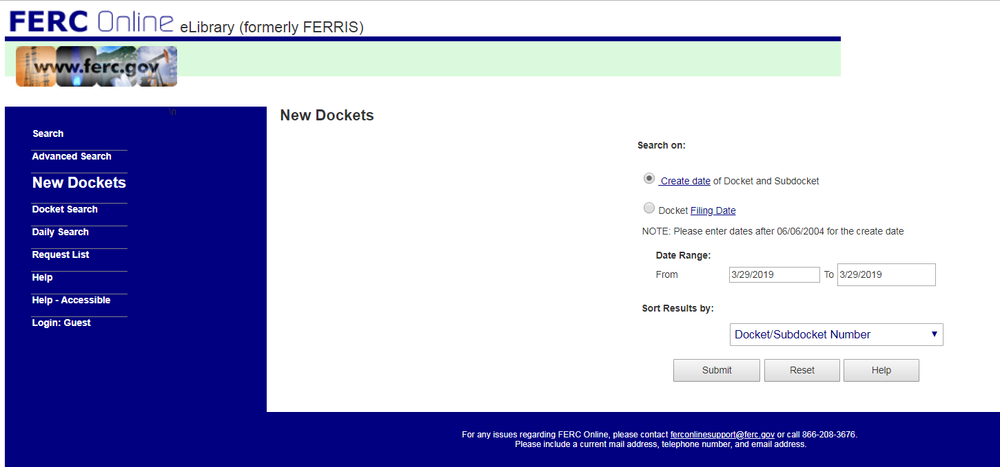 FERC Online eLibrary (formerly FERRIS)
www.ferc.gov
\n
Search
Advanced Search
New Dockets
Docket Search
Daily Search
Request List
Help
Help - Accessible
Login: Guest
New Dockets
Search on:
Create date of Docket and Subdocket
Docket Filing Date
NOTE: Please enter dates after 06/06/2004 for the create date
Date Range:
From 3/29/2019 To 3/29/2019
Sort Results by:
Docket/Subdocket Number
Submit Reset Help
For any issues regarding FERC Online, please contact ferconlinesupport@ferc.gov or call 866-208-3676.
Please include a current mail address, telephone number, and email address.